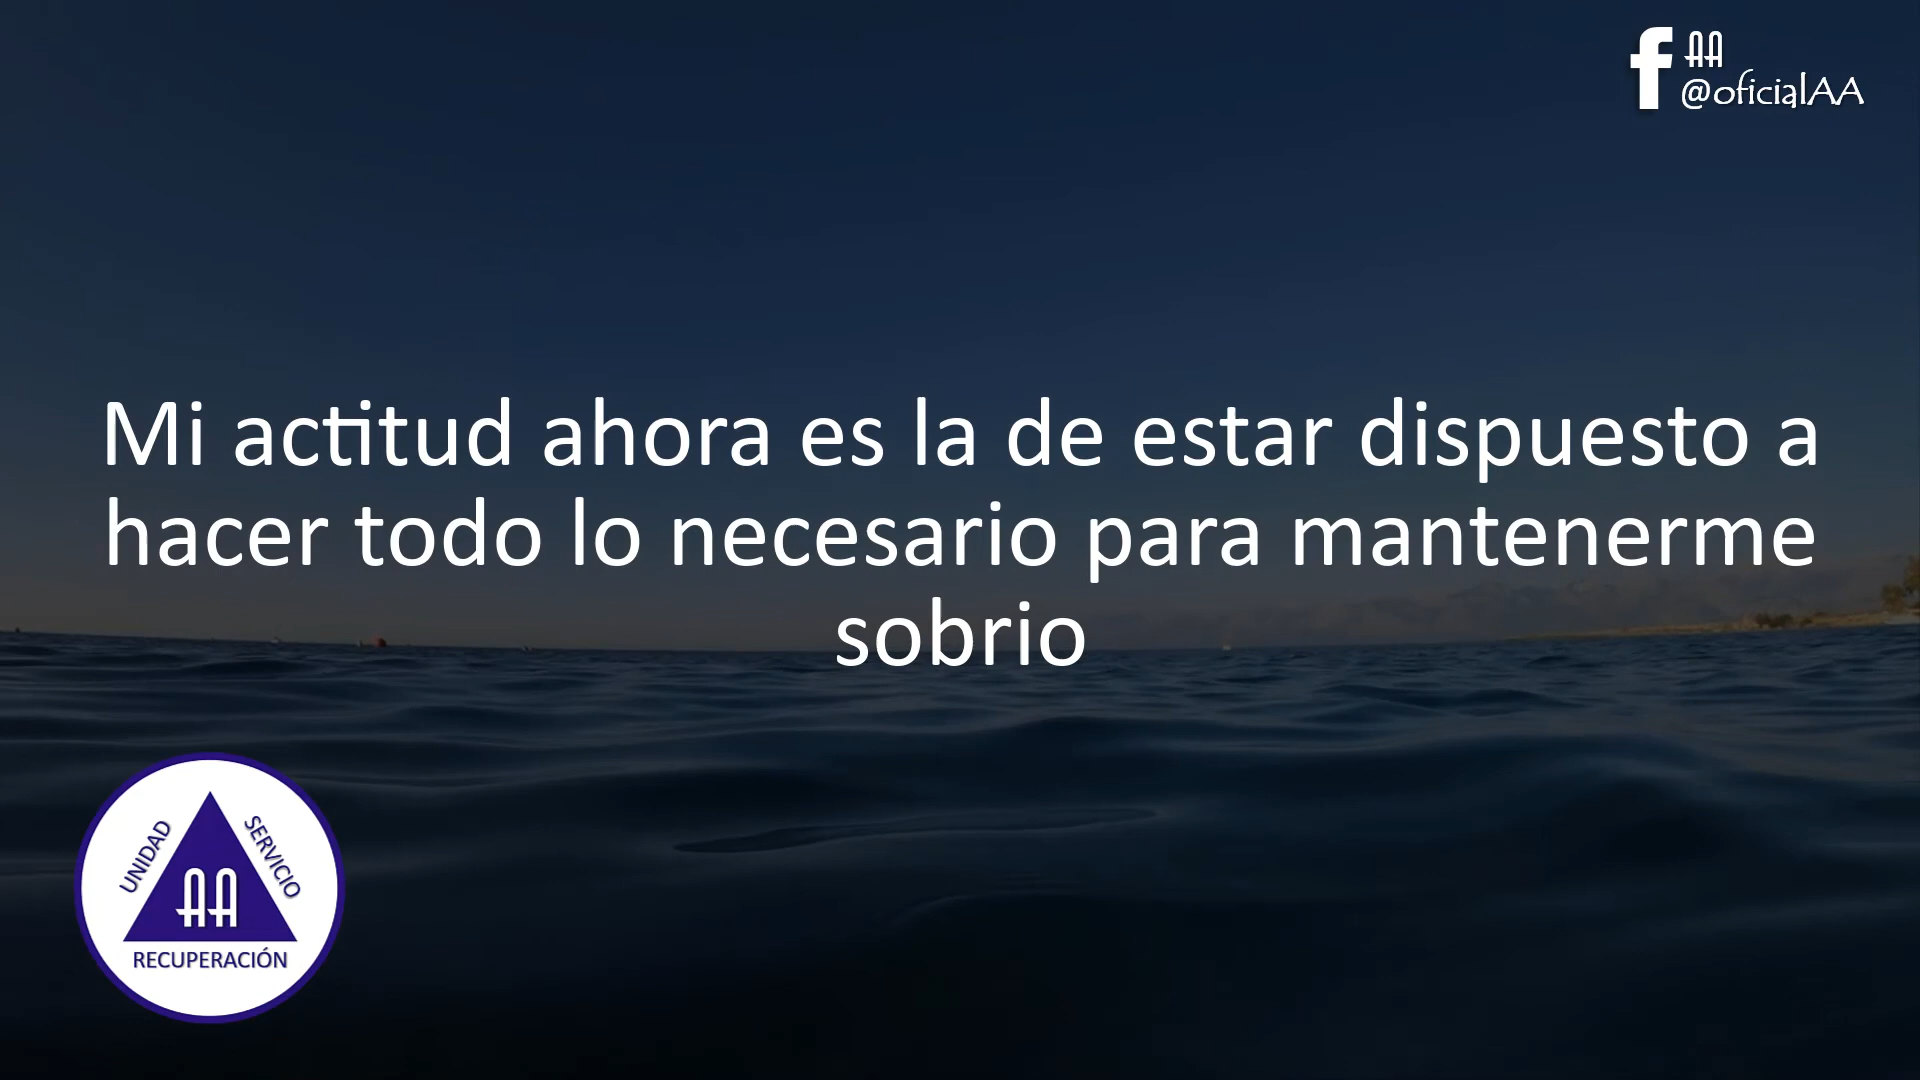 AA
@oficialAA
Mi actitud ahora es la de estar dispuesto a
hacer todo lo necesario para mantenerme
sobrio
UNIDAD
SERVICIO
AA
RECUPERACIÓN